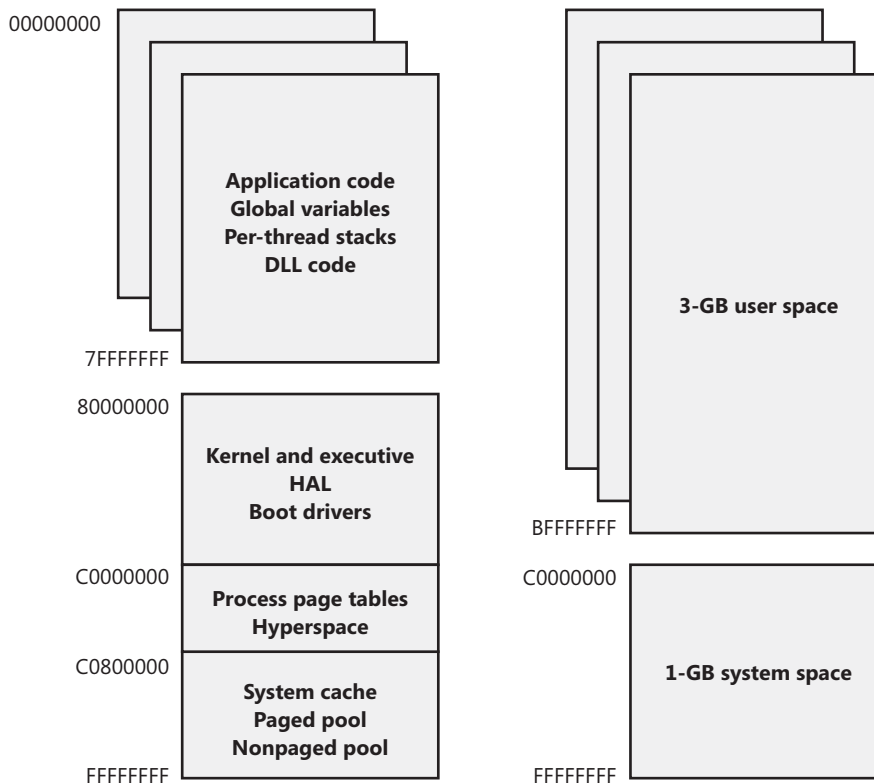 00000000
Application code
Global variables
Per-thread stacks
DLL code
7FFFFFFF
80000000
Kernel and executive
HAL
Boot drivers
C0000000
Process page tables
Hyperspace
C0800000
System cache
Paged pool
Nonpaged pool
FFFFFFFF
3-GB user space
BFFFFFFF
C0000000
1-GB system space
FFFFFFFF